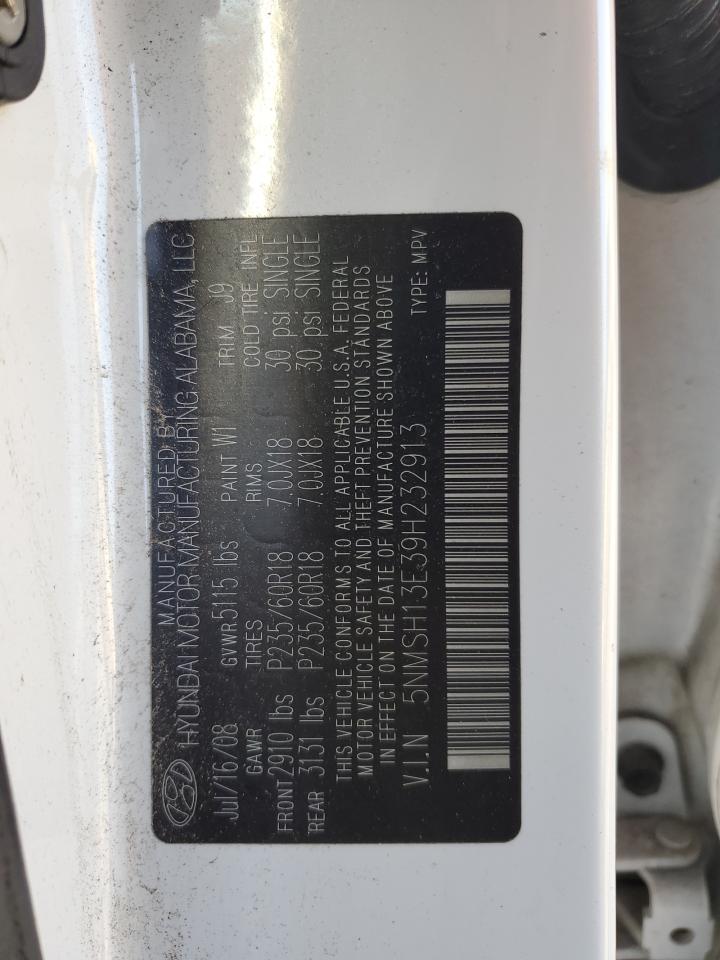 MANUFACTURED BY
HYUNDAI MOTOR MANUFACTURING ALABAMA, LLC
Jul/16/08 GVWR 5115 lbs PAINT W1 TRIM J9
GAWR TIRES RIMS COLD TIRE INFL
FRONT 2910 lbs P235/60R18 7.0JX18 30 psi SINGLE
REAR 3131 lbs P235/60R18 7.0JX18 30 psi SINGLE
THIS VEHICLE CONFORMS TO ALL APPLICABLE U.S.A. FEDERAL
MOTOR VEHICLE SAFETY AND THEFT PREVENTION STANDARDS
IN EFFECT ON THE DATE OF MANUFACTURE SHOWN ABOVE
V.I.N 5NMSH13E39H232913 TYPE: MPV